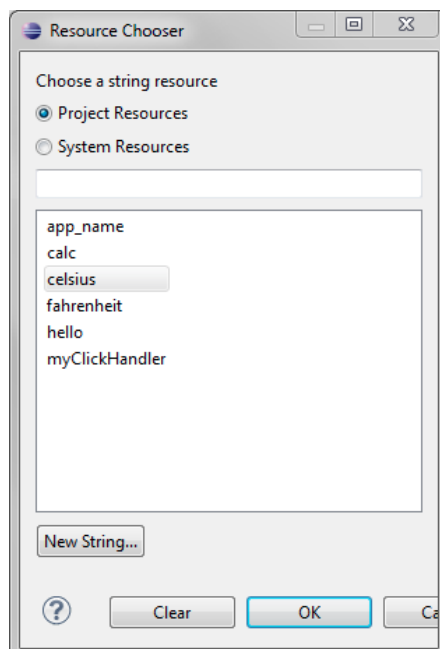 Resource Chooser
Choose a string resource
Project Resources
System Resources
app_name
calc
celsius
fahrenheit
hello
myClickHandler
New String...
? Clear OK